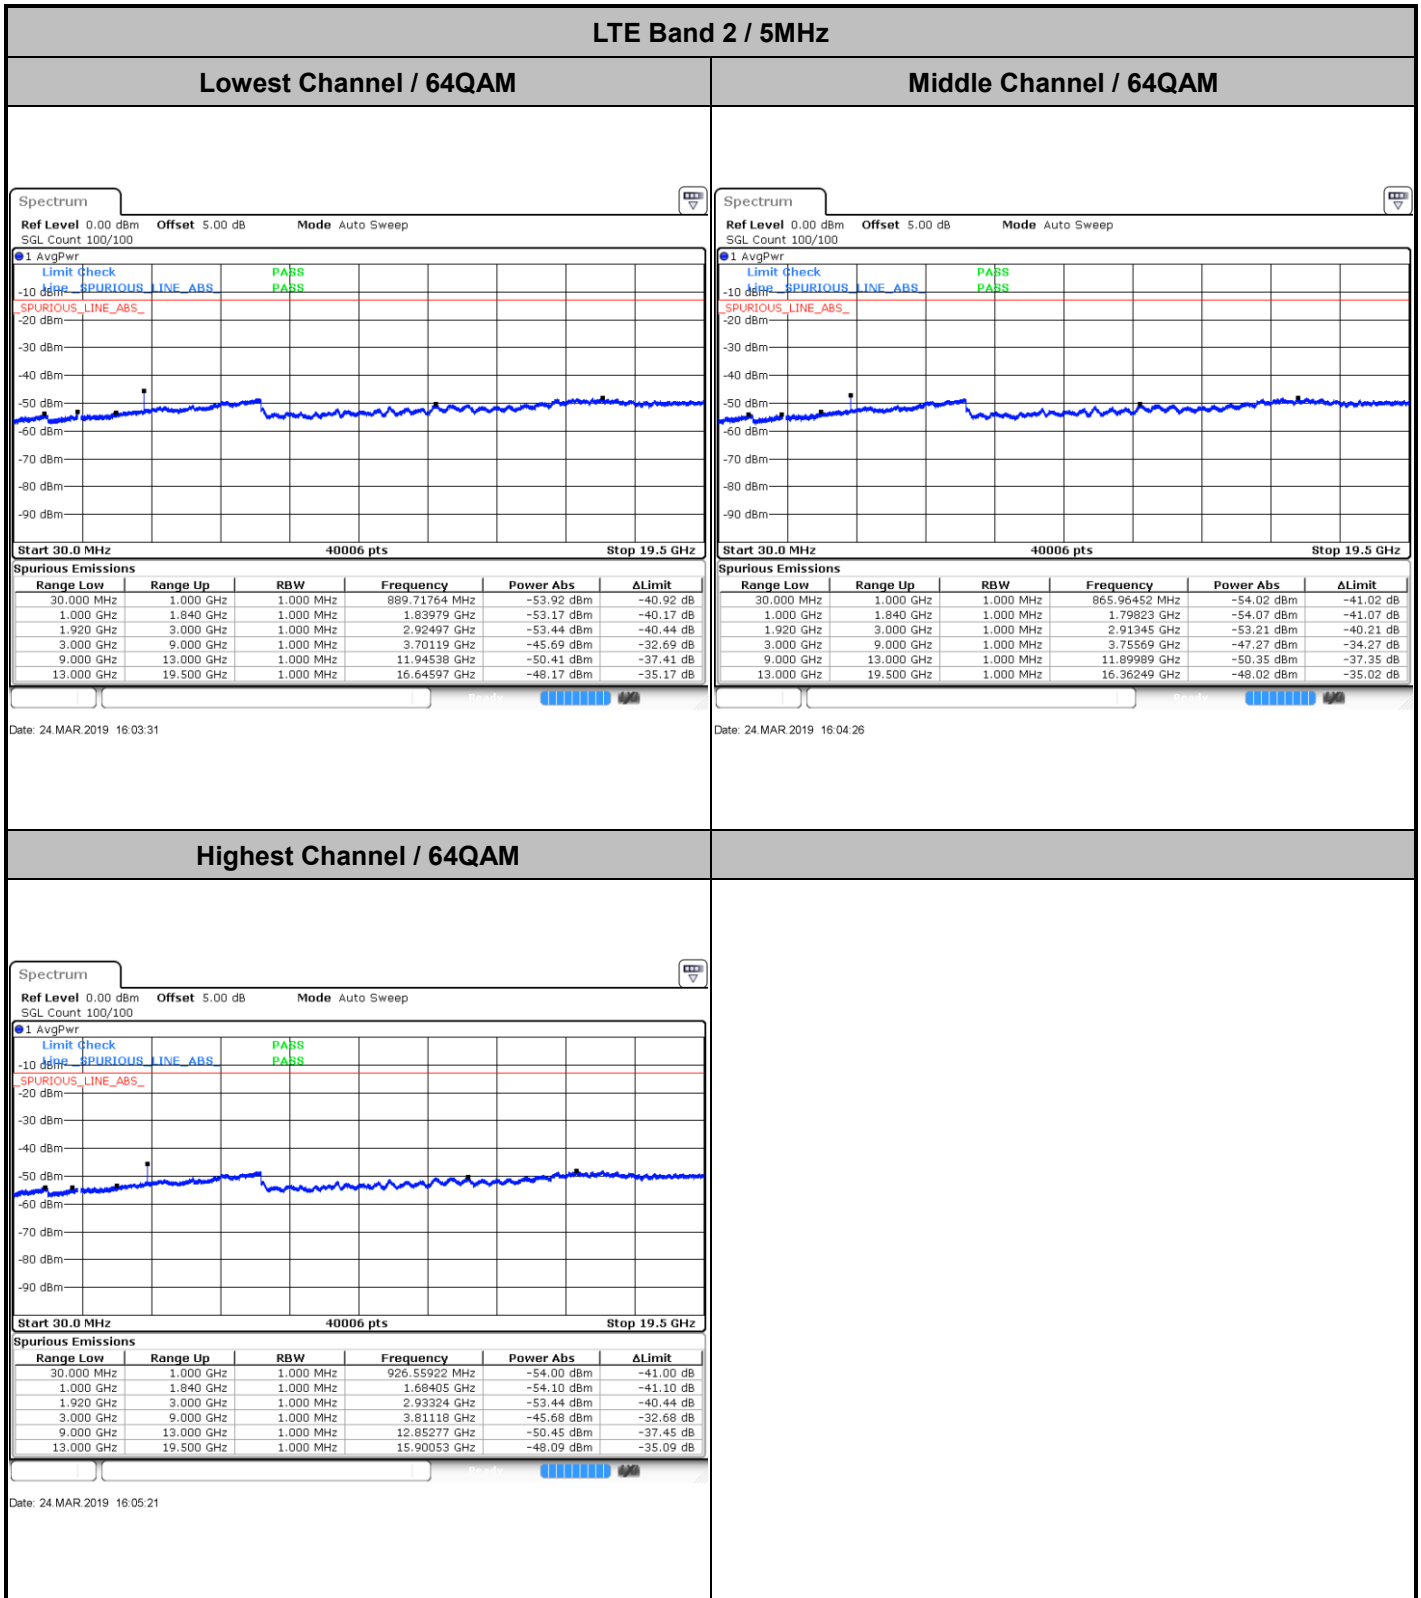 LTE Band 2 / 5MHz
Lowest Channel / 64QAM
Middle Channel / 64QAM
Spectrum
Ref Level 0.00 dBm Offset 5.00 dB Mode Auto Sweep
SGL Count 100/100
1 AvgPwr
Limit Check PASS
Line _SPURIOUS_LINE_ABS_ PASS
-10 dBm
_SPURIOUS_LINE_ABS_
-20 dBm
-30 dBm
-40 dBm
-50 dBm
-60 dBm
-70 dBm
-80 dBm
-90 dBm
Start 30.0 MHz 40006 pts Stop 19.5 GHz
Spurious Emissions
Range Low Range Up RBW Frequency Power Abs ΔLimit
30.000 MHz 1.000 GHz 1.000 MHz 889.71764 MHz -53.92 dBm -40.92 dB
1.000 GHz 1.840 GHz 1.000 MHz 1.83979 GHz -53.17 dBm -40.17 dB
1.920 GHz 3.000 GHz 1.000 MHz 2.92497 GHz -53.44 dBm -40.44 dB
3.000 GHz 9.000 GHz 1.000 MHz 3.70119 GHz -45.69 dBm -32.69 dB
9.000 GHz 13.000 GHz 1.000 MHz 11.94538 GHz -50.41 dBm -37.41 dB
13.000 GHz 19.500 GHz 1.000 MHz 16.64597 GHz -48.17 dBm -35.17 dB
Ready
Date: 24.MAR.2019 16:03:31
Spectrum
Ref Level 0.00 dBm Offset 5.00 dB Mode Auto Sweep
SGL Count 100/100
1 AvgPwr
Limit Check PASS
Line _SPURIOUS_LINE_ABS_ PASS
-10 dBm
_SPURIOUS_LINE_ABS_
-20 dBm
-30 dBm
-40 dBm
-50 dBm
-60 dBm
-70 dBm
-80 dBm
-90 dBm
Start 30.0 MHz 40006 pts Stop 19.5 GHz
Spurious Emissions
Range Low Range Up RBW Frequency Power Abs ΔLimit
30.000 MHz 1.000 GHz 1.000 MHz 865.96452 MHz -54.02 dBm -41.02 dB
1.000 GHz 1.840 GHz 1.000 MHz 1.79823 GHz -54.07 dBm -41.07 dB
1.920 GHz 3.000 GHz 1.000 MHz 2.91345 GHz -53.21 dBm -40.21 dB
3.000 GHz 9.000 GHz 1.000 MHz 3.75569 GHz -47.27 dBm -34.27 dB
9.000 GHz 13.000 GHz 1.000 MHz 11.89989 GHz -50.35 dBm -37.35 dB
13.000 GHz 19.500 GHz 1.000 MHz 16.36249 GHz -48.02 dBm -35.02 dB
Ready
Date: 24.MAR.2019 16:04:26
Highest Channel / 64QAM
Spectrum
Ref Level 0.00 dBm Offset 5.00 dB Mode Auto Sweep
SGL Count 100/100
1 AvgPwr
Limit Check PASS
Line _SPURIOUS_LINE_ABS_ PASS
-10 dBm
_SPURIOUS_LINE_ABS_
-20 dBm
-30 dBm
-40 dBm
-50 dBm
-60 dBm
-70 dBm
-80 dBm
-90 dBm
Start 30.0 MHz 40006 pts Stop 19.5 GHz
Spurious Emissions
Range Low Range Up RBW Frequency Power Abs ΔLimit
30.000 MHz 1.000 GHz 1.000 MHz 926.55922 MHz -54.00 dBm -41.00 dB
1.000 GHz 1.840 GHz 1.000 MHz 1.68405 GHz -54.10 dBm -41.10 dB
1.920 GHz 3.000 GHz 1.000 MHz 2.93324 GHz -53.44 dBm -40.44 dB
3.000 GHz 9.000 GHz 1.000 MHz 3.81118 GHz -45.68 dBm -32.68 dB
9.000 GHz 13.000 GHz 1.000 MHz 12.85277 GHz -50.45 dBm -37.45 dB
13.000 GHz 19.500 GHz 1.000 MHz 15.90053 GHz -48.09 dBm -35.09 dB
Ready
Date: 24.MAR.2019 16:05:21